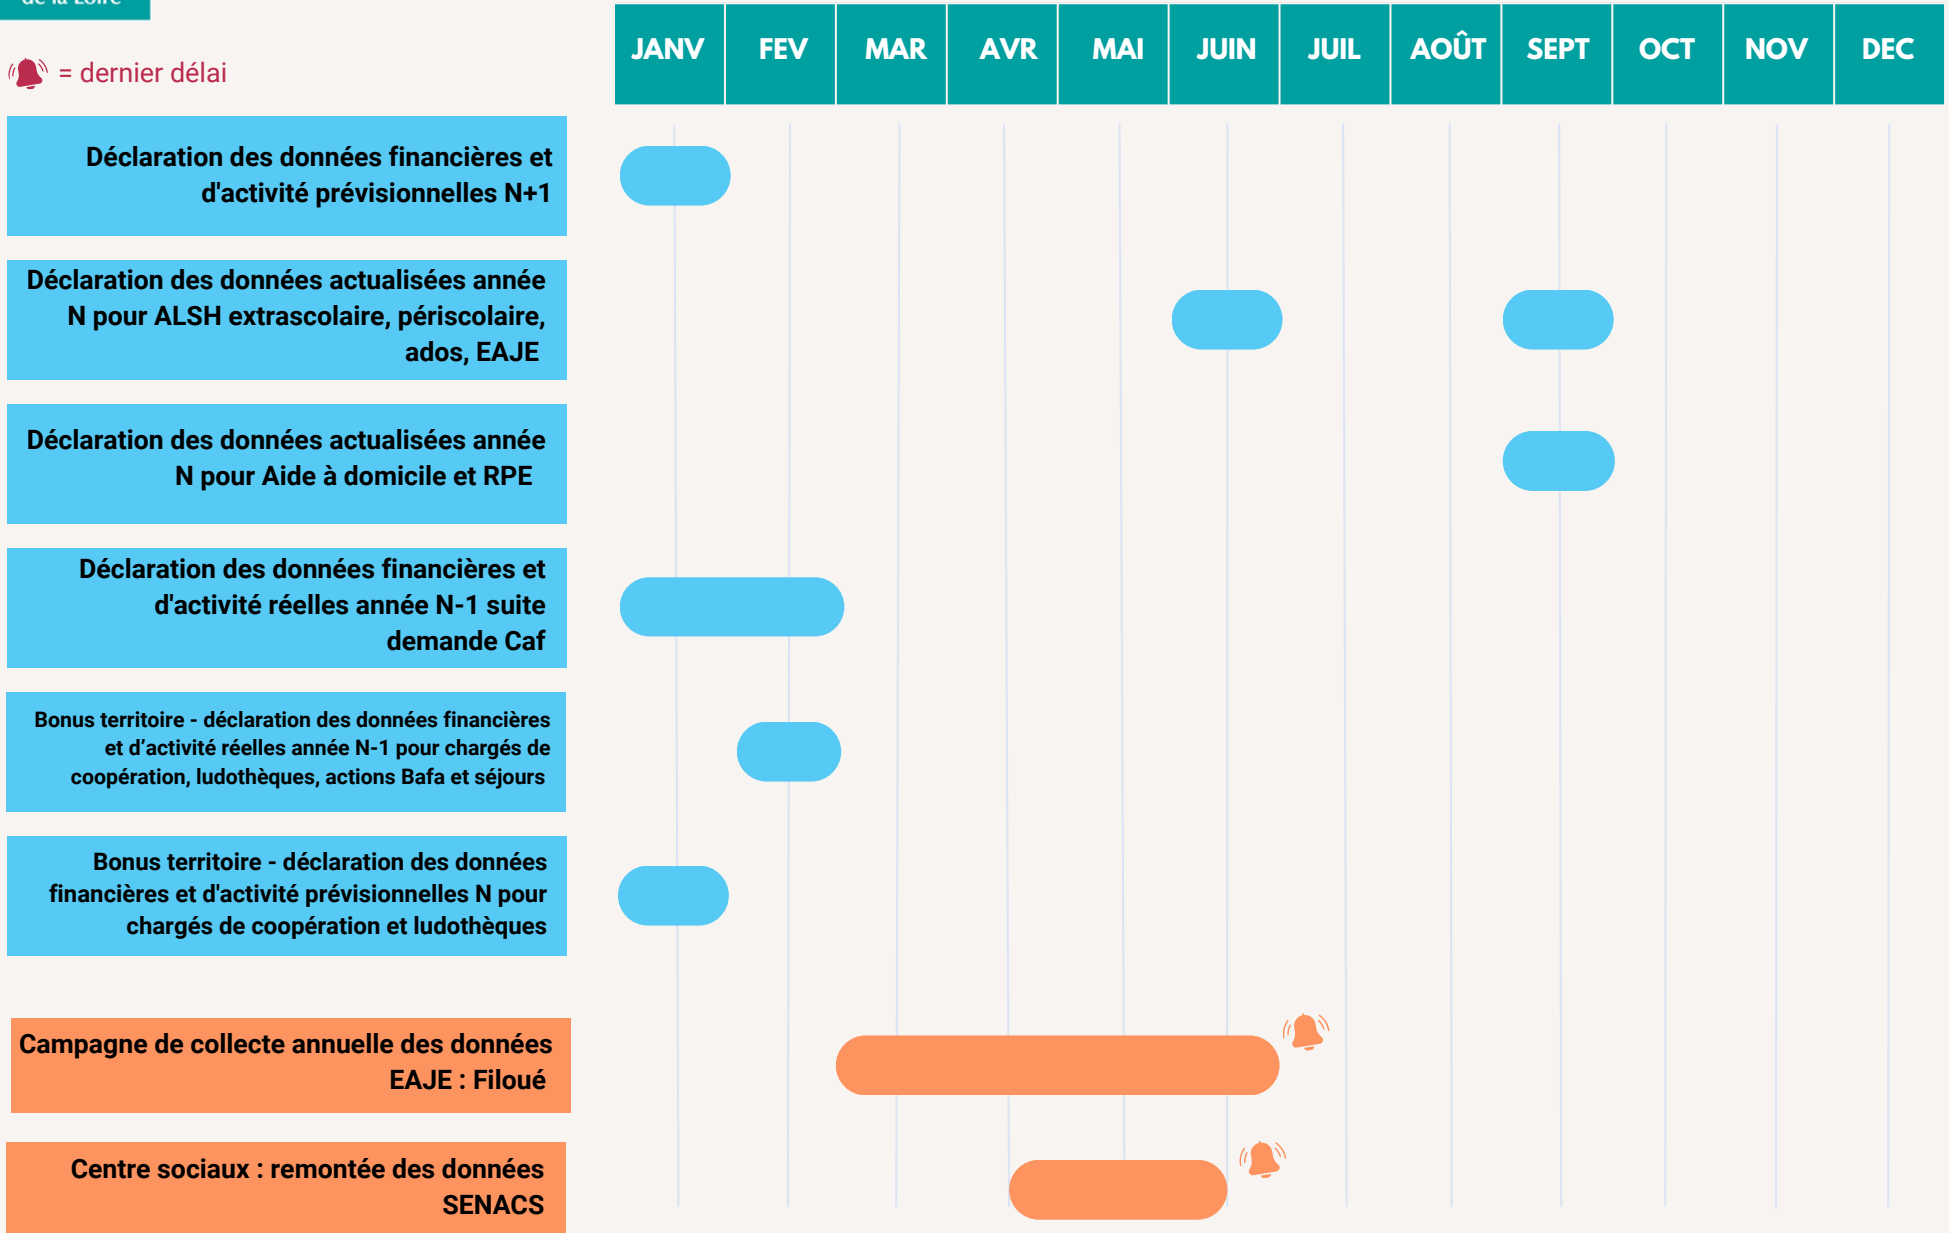 de la Loire
JANV FEV MAR AVR MAI JUIN JUIL AOÛT SEPT OCT NOV DEC
= dernier délai
Déclaration des données financières et
d'activité prévisionnelles N+1
Déclaration des données actualisées année
N pour ALSH extrascolaire, périscolaire,
ados, EAJE
Déclaration des données actualisées année
N pour Aide à domicile et RPE
Déclaration des données financières et
d'activité réelles année N-1 suite
demande Caf
Bonus territoire - déclaration des données financières
et d’activité réelles année N-1 pour chargés de
coopération, ludothèques, actions Bafa et séjours
Bonus territoire - déclaration des données
financières et d'activité prévisionnelles N pour
chargés de coopération et ludothèques
Campagne de collecte annuelle des données
EAJE : Filoué
Centre sociaux : remontée des données
SENACS